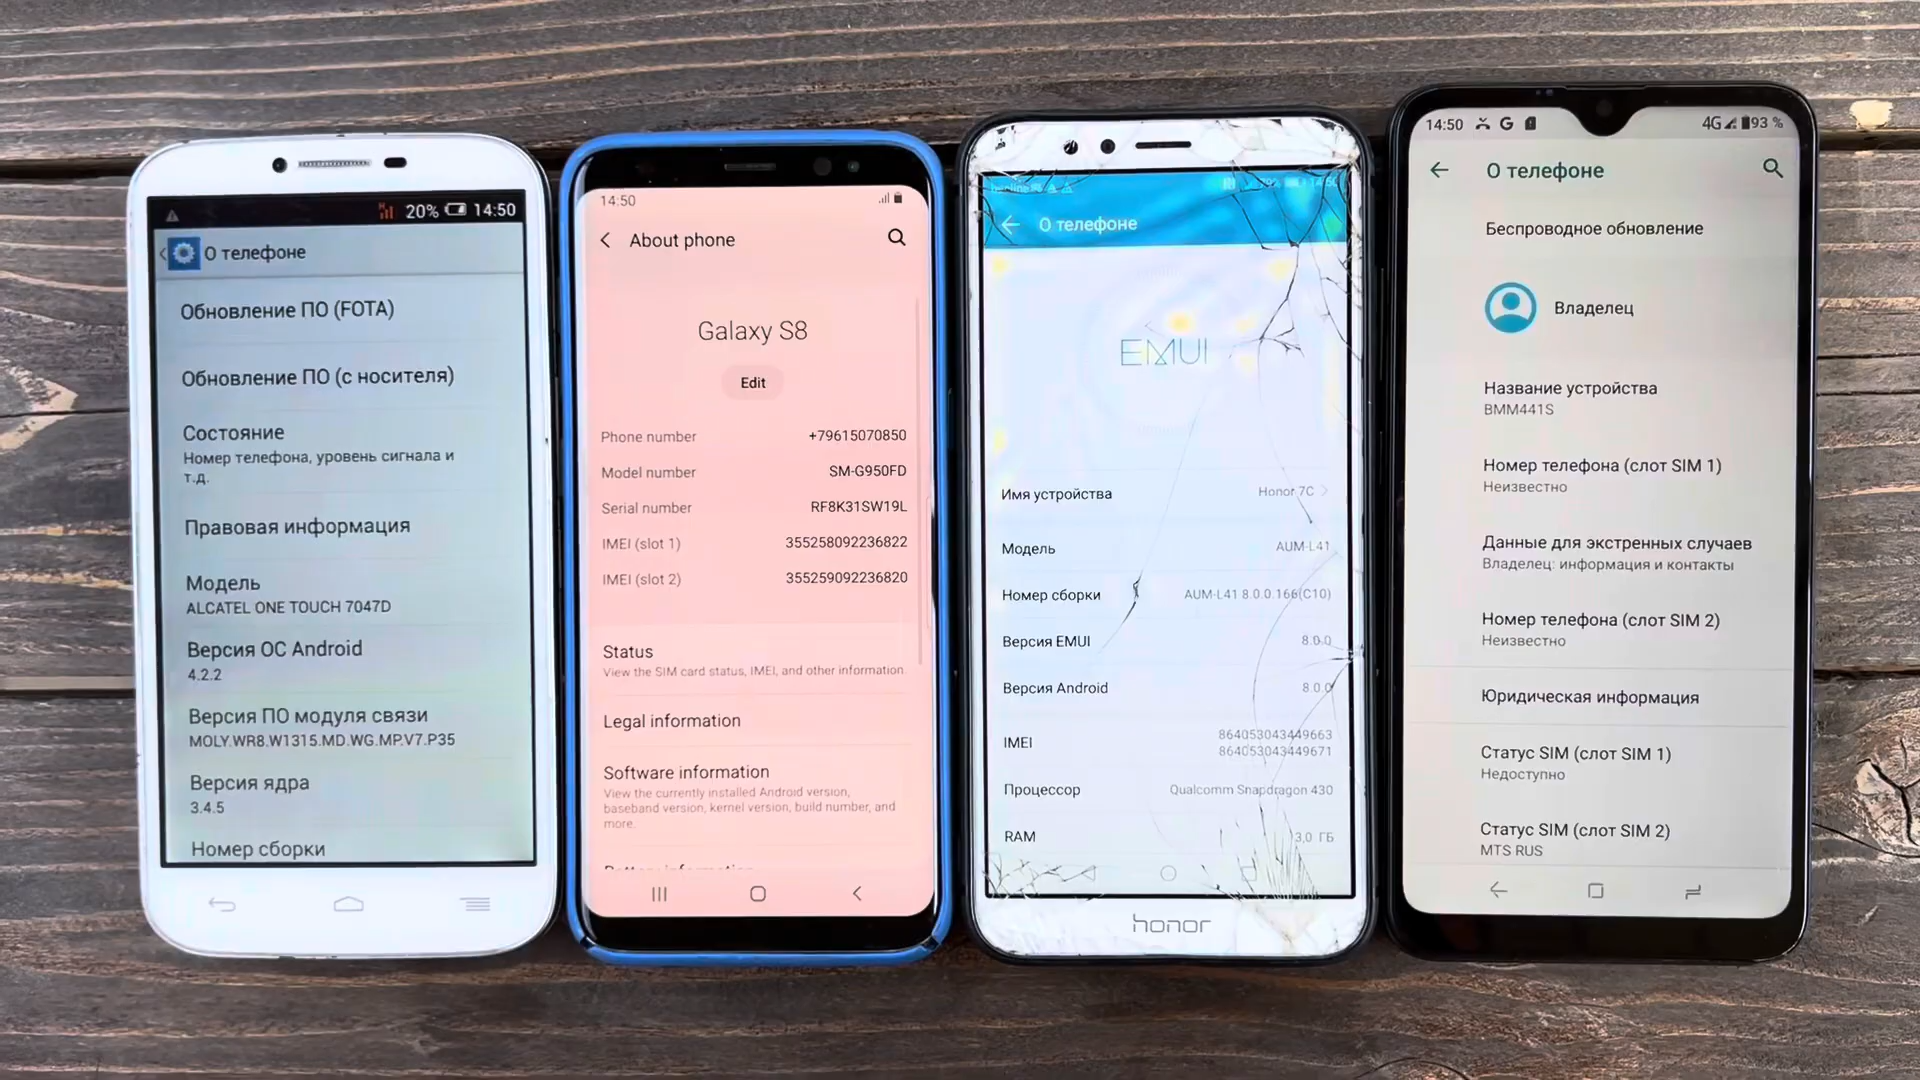 20% 14:50
О телефоне
Обновление ПО (FOTA)
Обновление ПО (с носителя)
Состояние
Номер телефона, уровень сигнала и
т.д.
Правовая информация
Модель
ALCATEL ONE TOUCH 7047D
Версия ОС Android
4.2.2
Версия ПО модуля связи
MOLY.WR8.W1315.MD.WG.MP.V7.P35
Версия ядра
3.4.5
Номер сборки
14:50
About phone
Galaxy S8
Edit
Phone number +79615070850
Model number SM-G950FD
Serial number RF8K31SW19L
IMEI (slot 1) 355258092236822
IMEI (slot 2) 355259092236820
Status
View the SIM card status, IMEI, and other information.
Legal information
Software information
View the currently installed Android version,
baseband version, kernel version, build number, and
more.
О телефоне
EMUI
Имя устройства Honor 7C
Модель AUM-L41
Номер сборки AUM-L41 8.0.0.166(C10)
Версия EMUI 8.0.0
Версия Android 8.0.0
IMEI 864053043449663
864053043449671
Процессор Qualcomm Snapdragon 430
RAM 3,0 ГБ
honor
14:50 G 4G 93 %
О телефоне
Беспроводное обновление
Владелец
Название устройства
BMM441S
Номер телефона (слот SIM 1)
Неизвестно
Данные для экстренных случаев
Владелец: информация и контакты
Номер телефона (слот SIM 2)
Неизвестно
Юридическая информация
Статус SIM (слот SIM 1)
Недоступно
Статус SIM (слот SIM 2)
MTS RUS